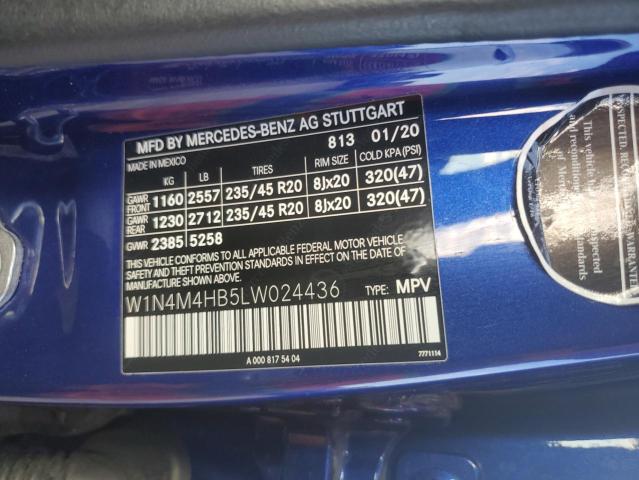 MFD BY MERCEDES-BENZ AG STUTTGART
MADE IN MEXICO 813 01/20
KG LB TIRES RIM SIZE COLD KPA (PSI)
GAWR FRONT 1160 2557 235/45 R20 8Jx20 320(47)
GAWR REAR 1230 2712 235/45 R20 8Jx20 320(47)
GVWR 2385 5258
THIS VEHICLE CONFORMS TO ALL APPLICABLE FEDERAL MOTOR VEHICLE
SAFETY STANDARDS AND THEFT PREVENTION STANDARDS IN EFFECT ON THE DATE OF
MANUFACTURE SHOWN ABOVE.
W1N4M4HB5LW024436 TYPE: MPV
A 000 817 54 04 7771114